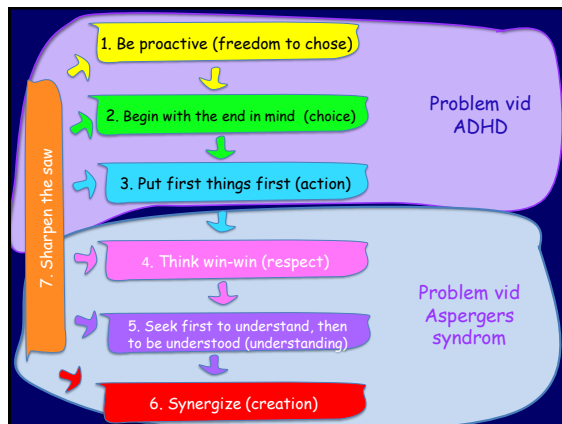 1. Be proactive (freedom to chose)
2. Begin with the end in mind (choice)
3. Put first things first (action)
Problem vid
ADHD
7. Sharpen the saw
4. Think win-win (respect)
5. Seek first to understand, then
to be understood (understanding)
6. Synergize (creation)
Problem vid
Aspergers
syndrom